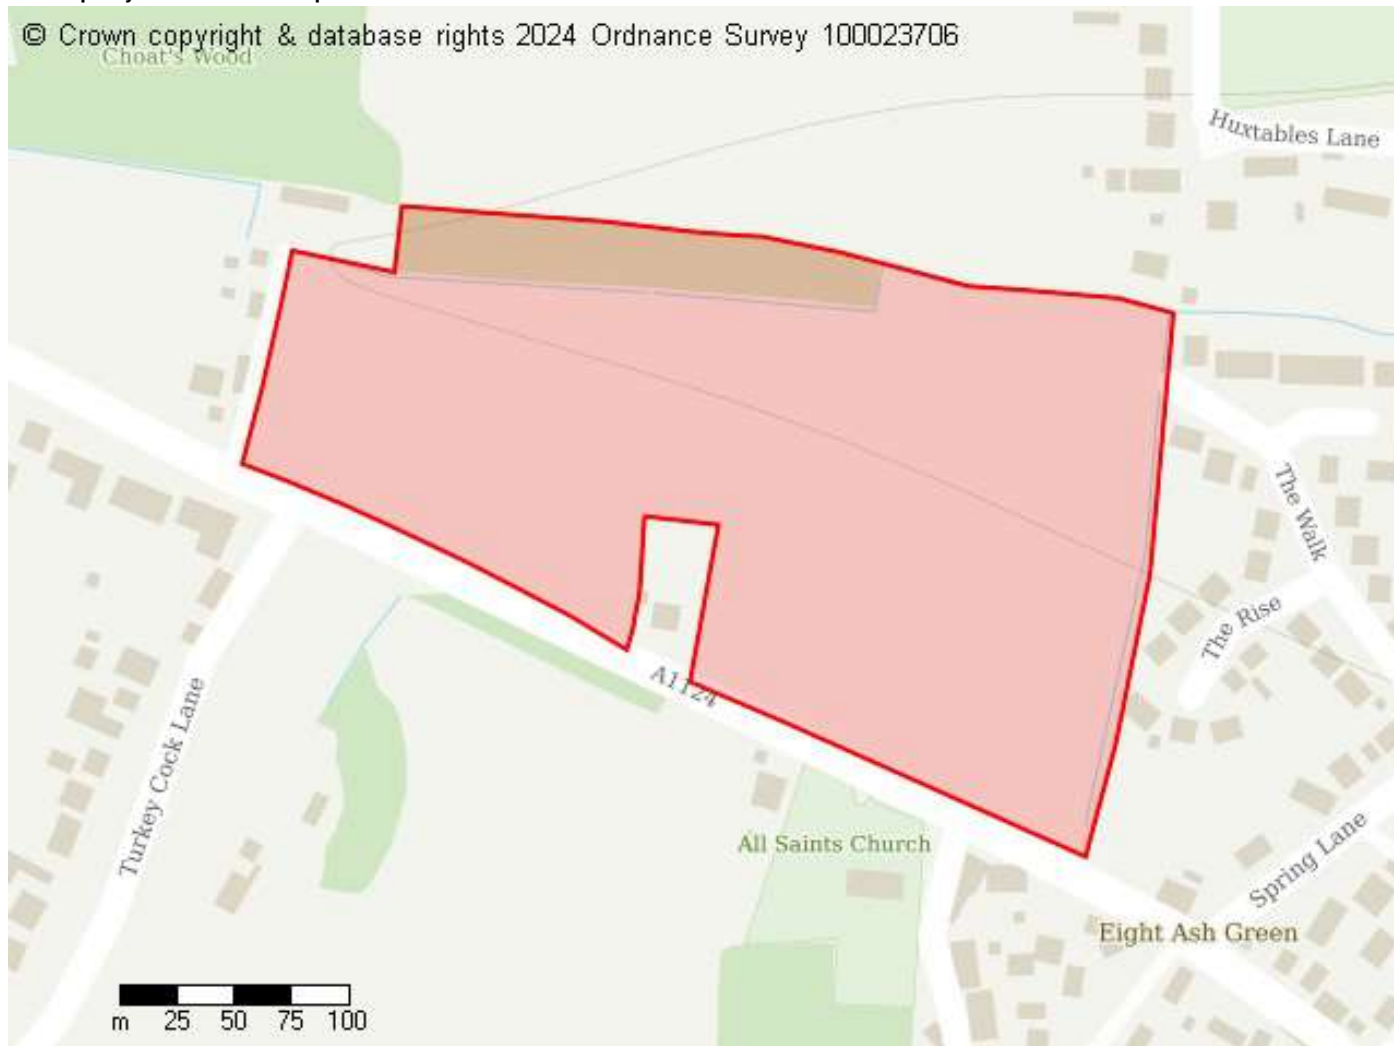 © Crown copyright & database rights 2024 Ordnance Survey 100023706
Choat's Wood
Huxtables Lane
The Walk
The Rise
A1124
Turkey Cock Lane
All Saints Church
Spring Lane
Eight Ash Green
m 25 50 75 100